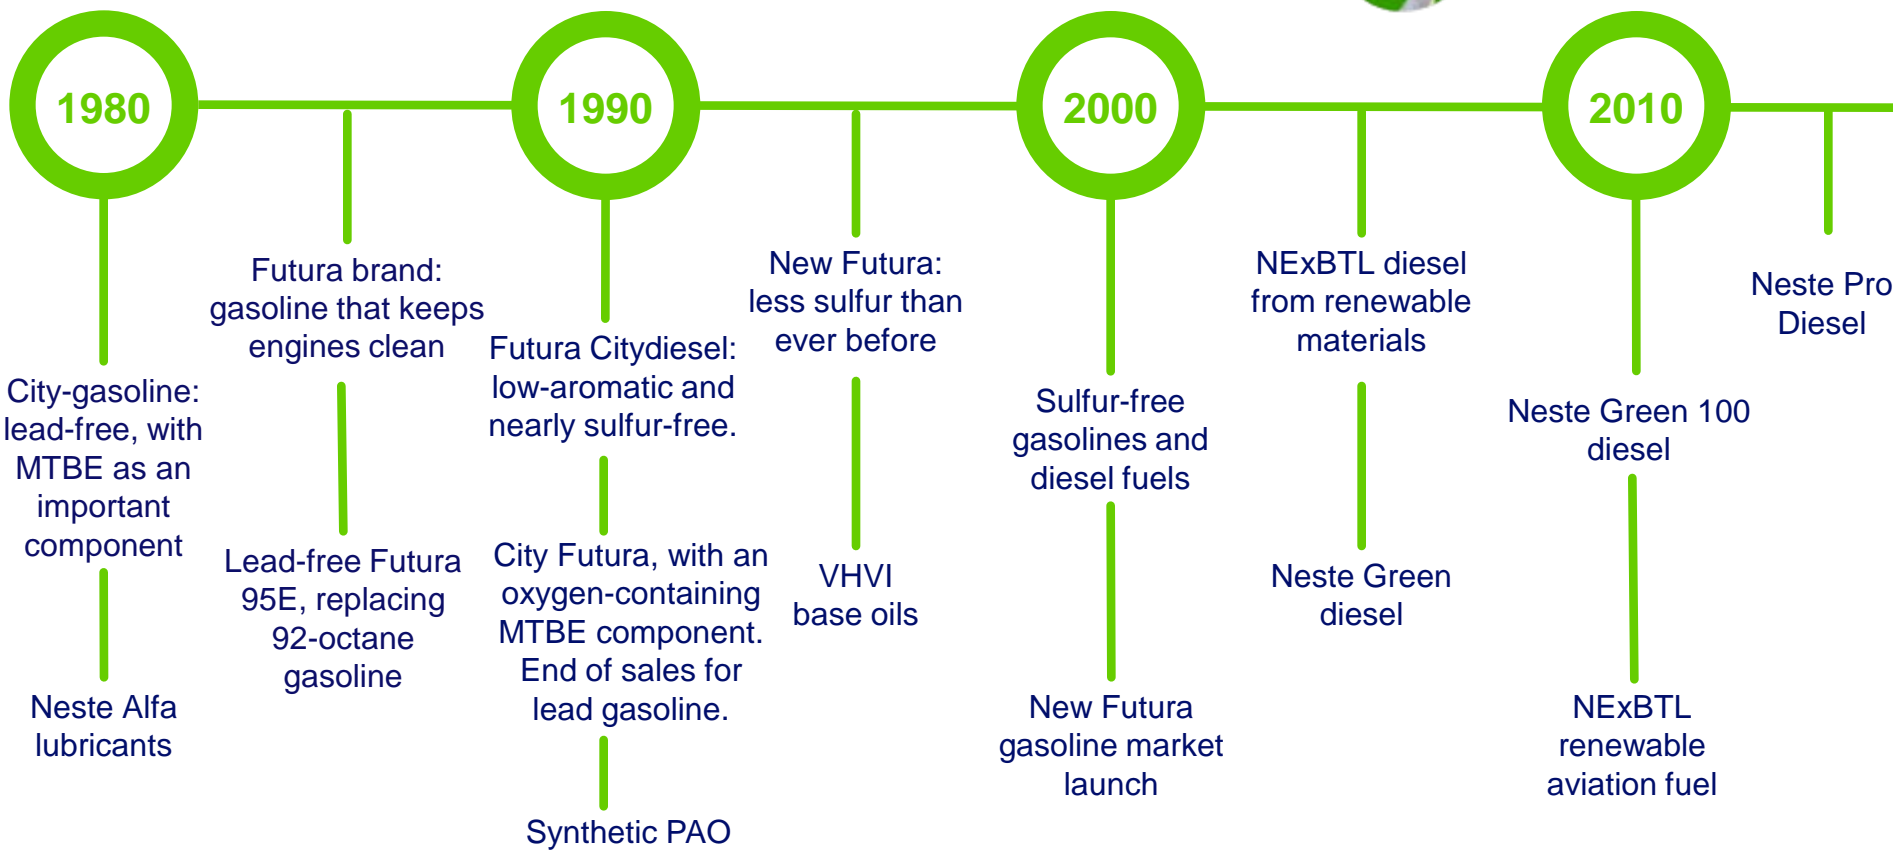 1980
1990
2000
2010
City-gasoline:
lead-free, with
MTBE as an
important
component
Neste Alfa
lubricants
Futura brand:
gasoline that keeps
engines clean
Lead-free Futura
95E, replacing
92-octane
gasoline
Futura Citydiesel:
low-aromatic and
nearly sulfur-free.
City Futura, with an
oxygen-containing
MTBE component.
End of sales for
lead gasoline.
Synthetic PAO
New Futura:
less sulfur than
ever before
VHVI
base oils
Sulfur-free
gasolines and
diesel fuels
New Futura
gasoline market
launch
NExBTL diesel
from renewable
materials
Neste Green
diesel
Neste Green 100
diesel
NExBTL
renewable
aviation fuel
Neste Pro
Diesel